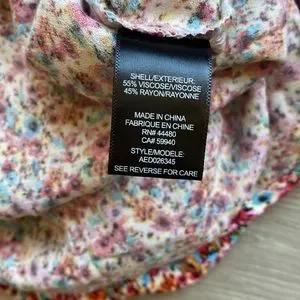 SHELL/EXTERIEUR:
55% VISCOSE/VISCOSE
45% RAYON/RAYONNE
MADE IN CHINA
FABRIQUE EN CHINE
RN# 44480
CA# 59940
STYLE/MODELE:
AED026345
SEE REVERSE FOR CARE